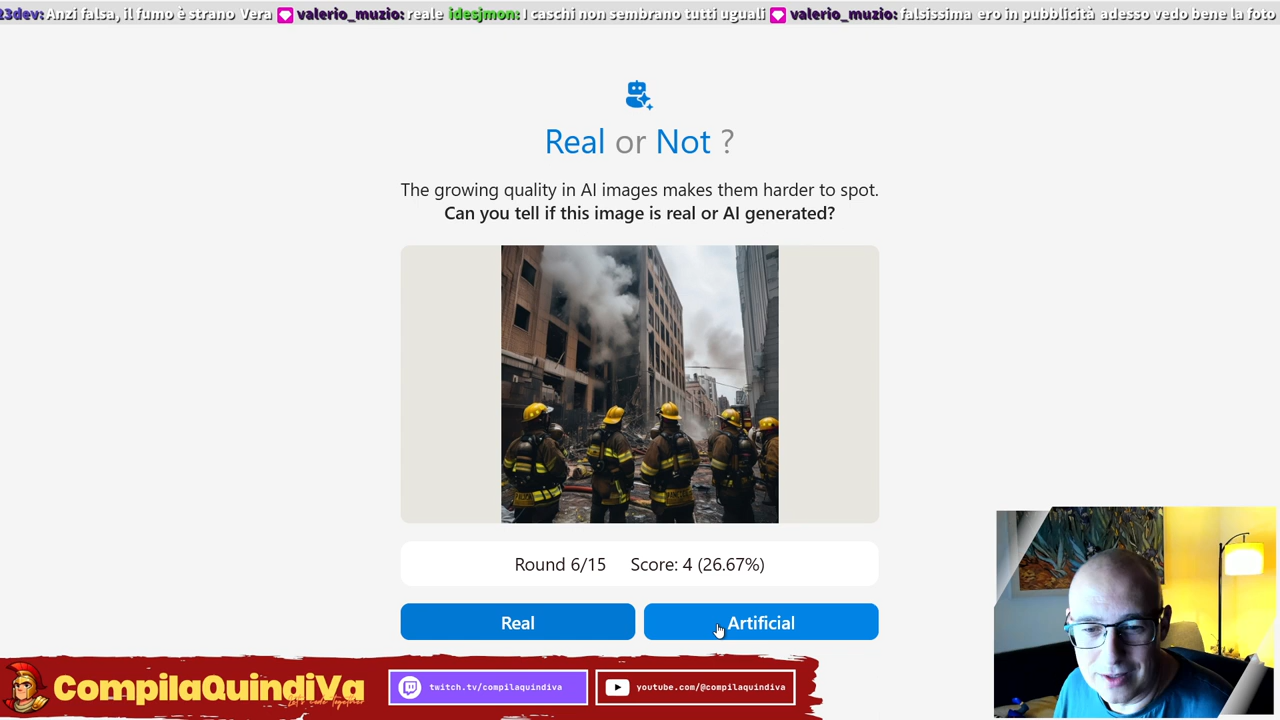 23dev: Anzi falsa, il fumo è strano Vera valerio_muzio: reale idesjmon: I caschi non sembrano tutti uguali valerio_muzio: falsissima ero in pubblicità adesso vedo bene la foto
Real or Not ?
The growing quality in AI images makes them harder to spot.
Can you tell if this image is real or AI generated?
Round 6/15 Score: 4 (26.67%)
Real Artificial
CompilaQuindiVa
Let's code Together
twitch.tv/compilaquindiva
youtube.com/@compilaquindiva